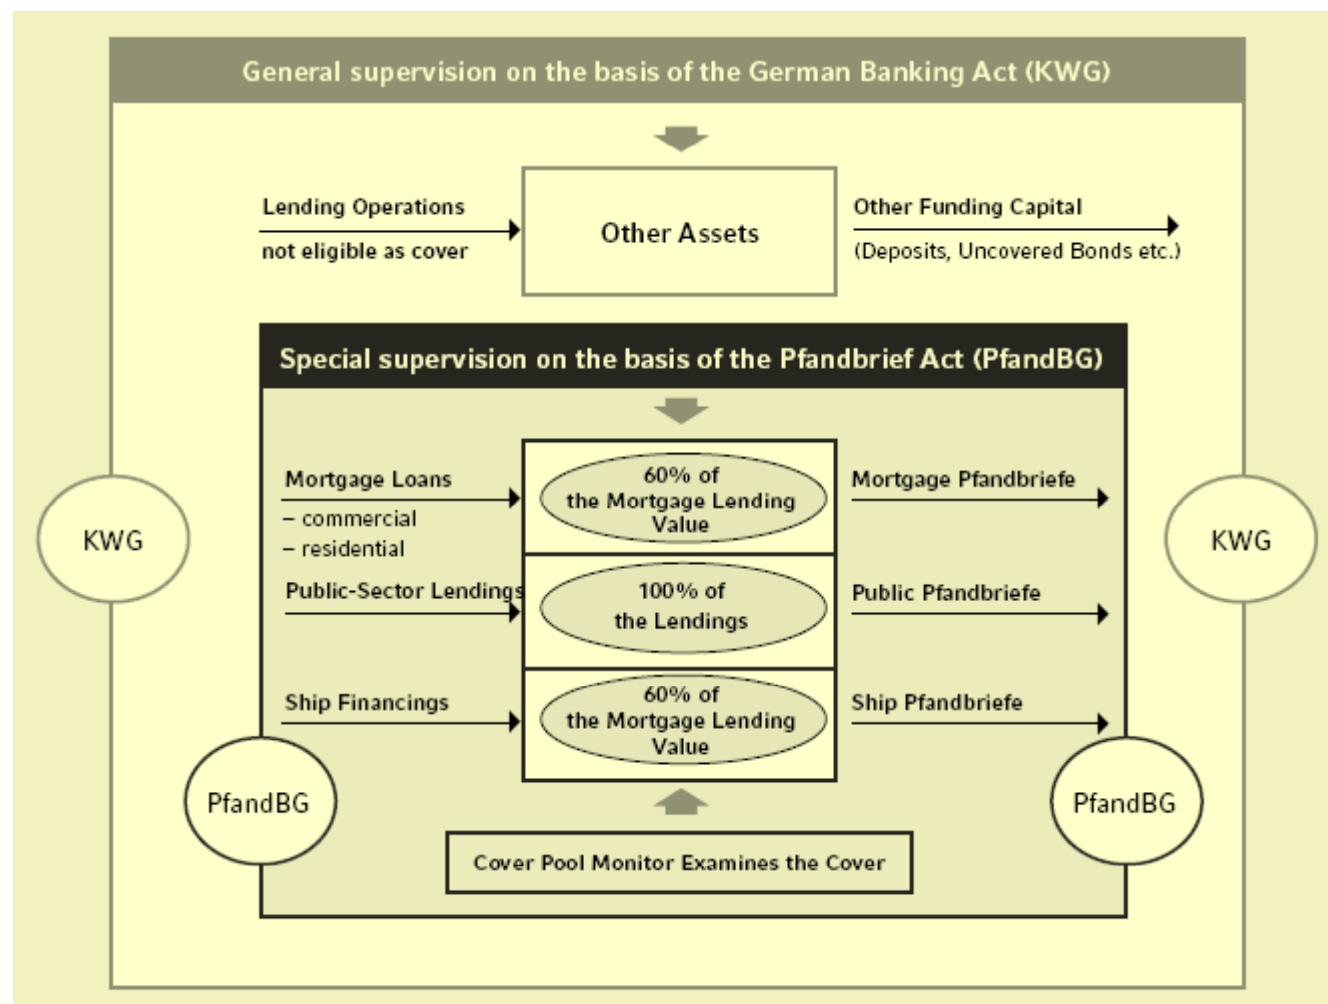 General supervision on the basis of the German Banking Act (KWG)
Lending Operations
not eligible as cover
Other Assets
Other Funding Capital
(Deposits, Uncovered Bonds etc.)
Special supervision on the basis of the Pfandbrief Act (PfandBG)
Mortgage Loans
– commercial
– residential
60% of
the Mortgage Lending
Value
Mortgage Pfandbriefe
KWG
KWG
Public-Sector Lendings
100% of
the Lendings
Public Pfandbriefe
Ship Financings
60% of
the Mortgage Lending
Value
Ship Pfandbriefe
PfandBG
PfandBG
Cover Pool Monitor Examines the Cover